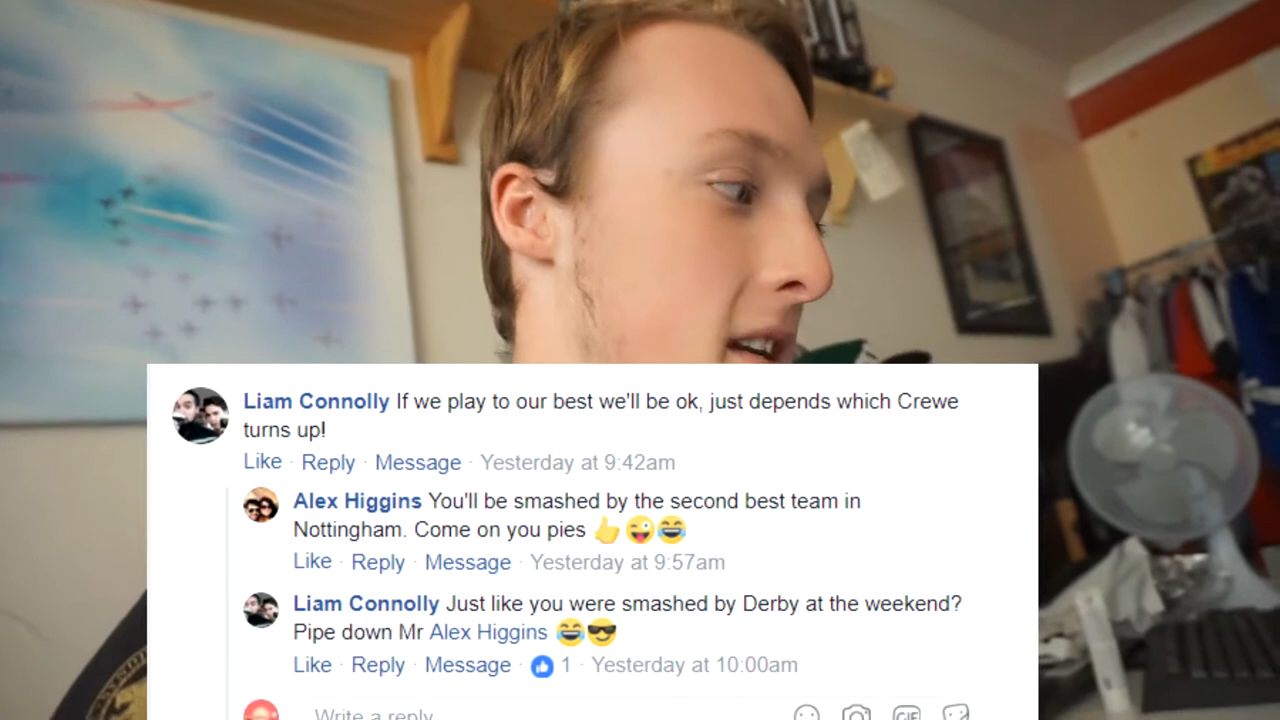 Liam Connolly If we play to our best we'll be ok, just depends which Crewe
turns up!
Like · Reply · Message · Yesterday at 9:42am
Alex Higgins You'll be smashed by the second best team in
Nottingham. Come on you pies 👍😜😂
Like · Reply · Message · Yesterday at 9:57am
Liam Connolly Just like you were smashed by Derby at the weekend?
Pipe down Mr Alex Higgins 😂😎
Like · Reply · Message · 1 · Yesterday at 10:00am
Write a reply
GIF